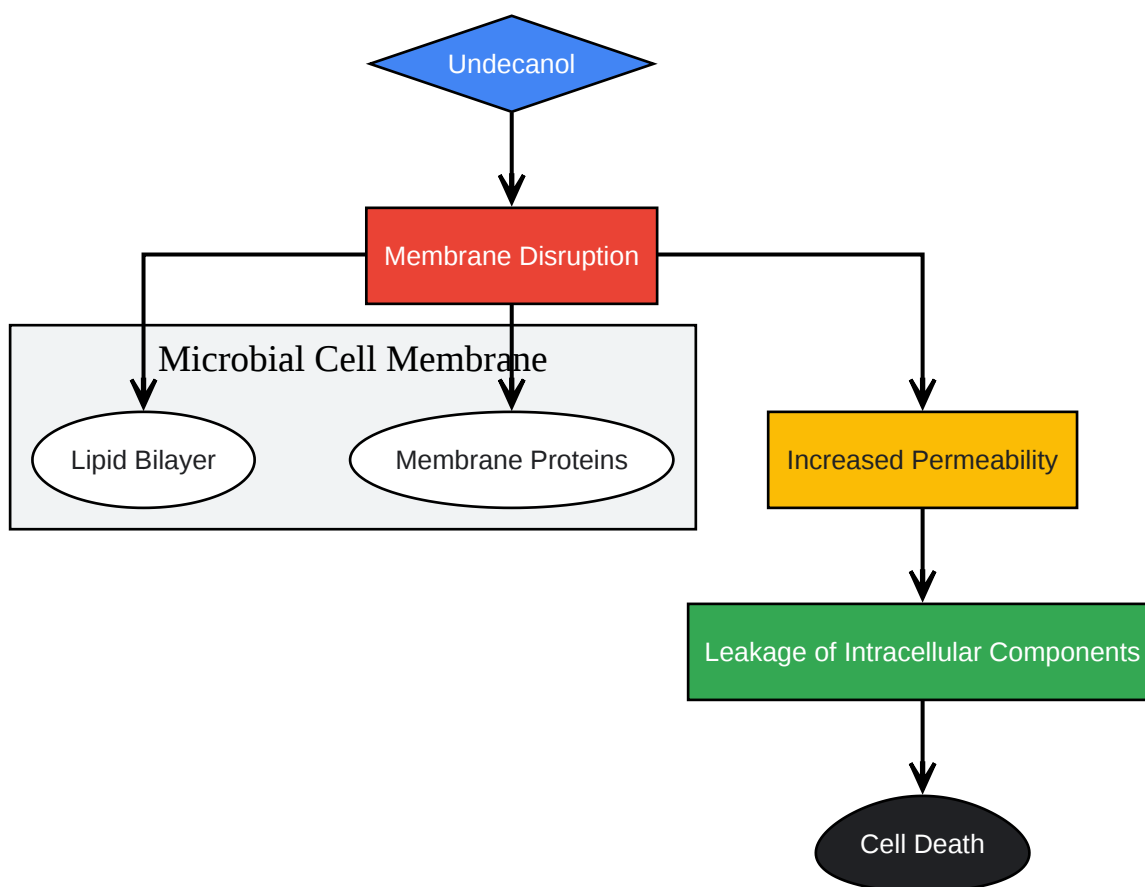 Undecanol
Membrane Disruption
Microbial Cell Membrane
Lipid Bilayer
Membrane Proteins
Increased Permeability
Leakage of Intracellular Components
Cell Death